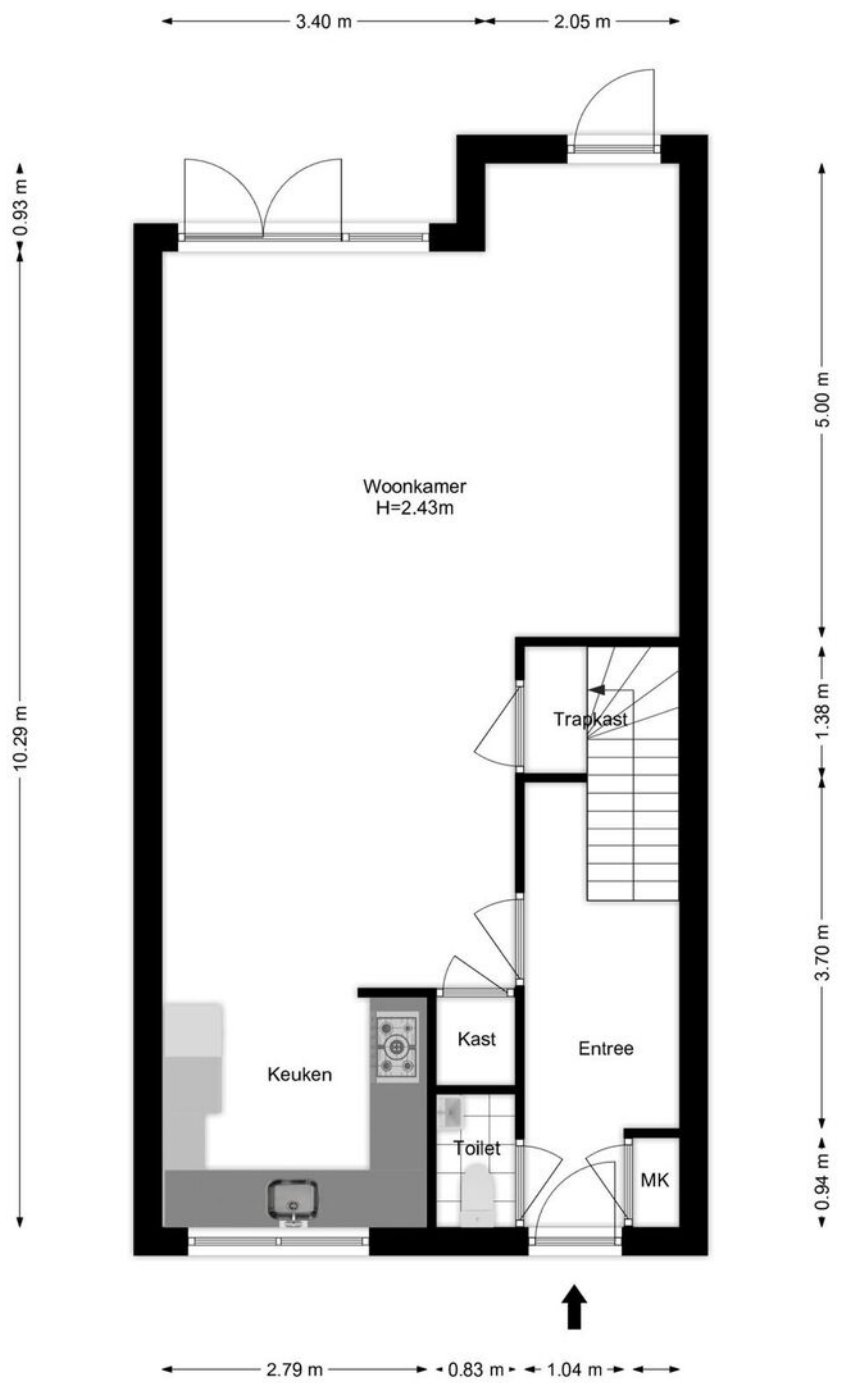 3.40 m
2.05 m
0.93 m
5.00 m
Woonkamer
H=2.43m
10.29 m
1.38 m
Trapkast
3.70 m
Kast
Entree
Keuken
Toilet
MK
0.94 m
2.79 m
0.83 m
1.04 m